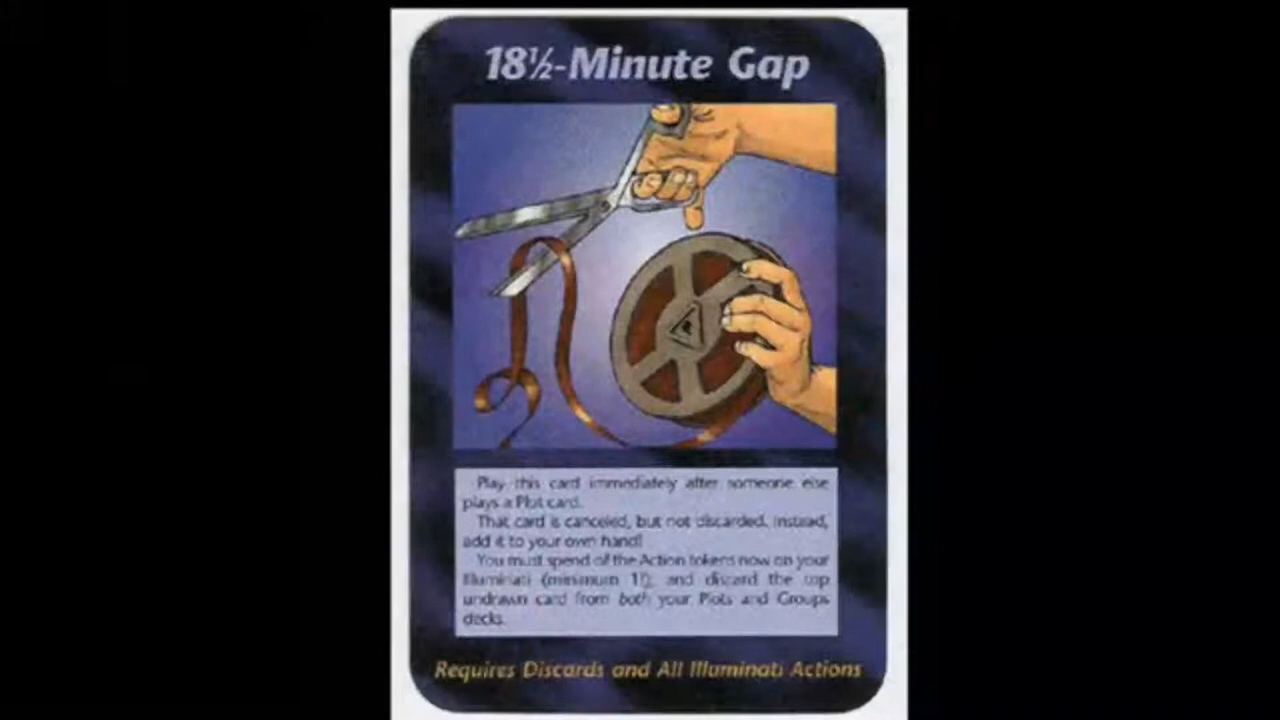 18½-Minute Gap
Play this card immediately after someone else
plays a Plot card.
That card is canceled, but not discarded. Instead,
add it to your own hand!
You must spend of the Action tokens now on your
Illuminati (minimum 1!); and discard the top
undrawn card from both your Plots and Groups
decks.
Requires Discards and All Illuminati Actions